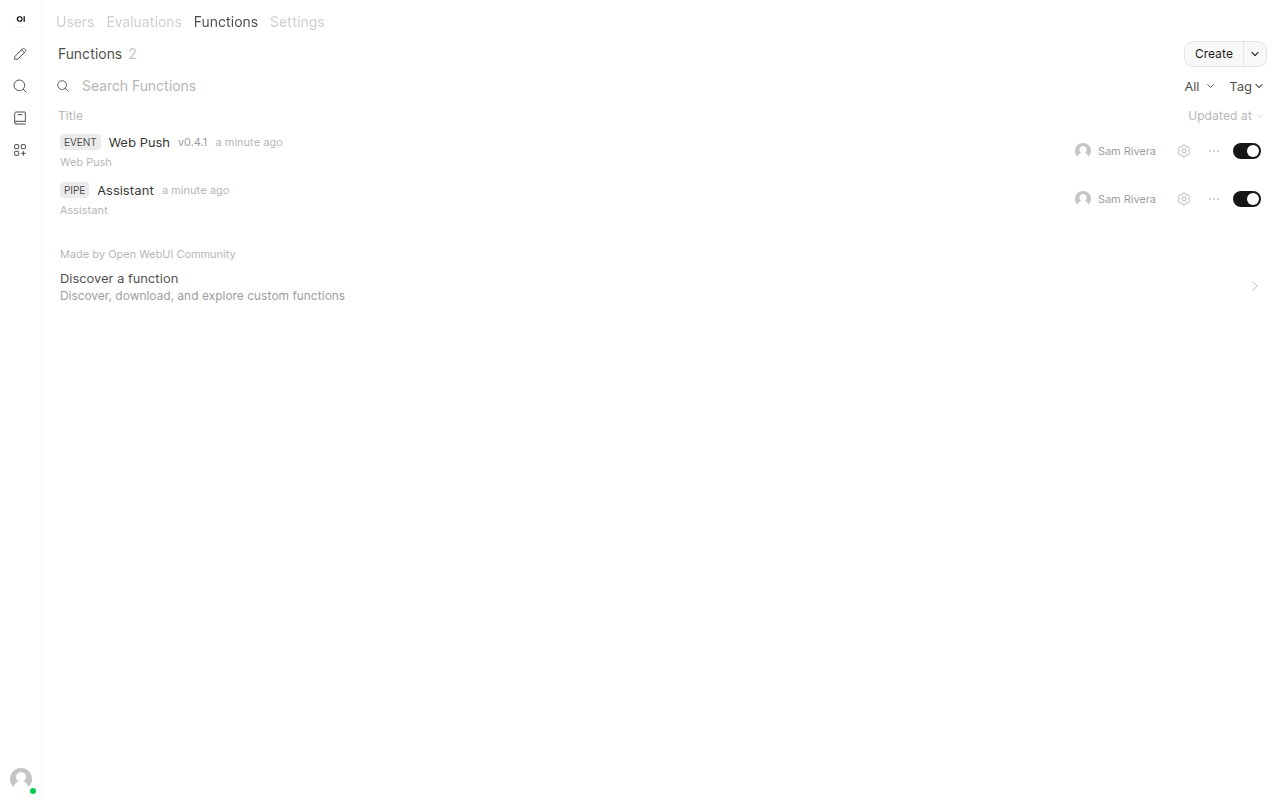 OI
Users Evaluations Functions Settings
Functions 2
Create
Search Functions
All Tag
Title Updated at
EVENT Web Push v0.4.1 a minute ago
Web Push
Sam Rivera
PIPE Assistant a minute ago
Assistant
Sam Rivera
Made by Open WebUI Community
Discover a function
Discover, download, and explore custom functions